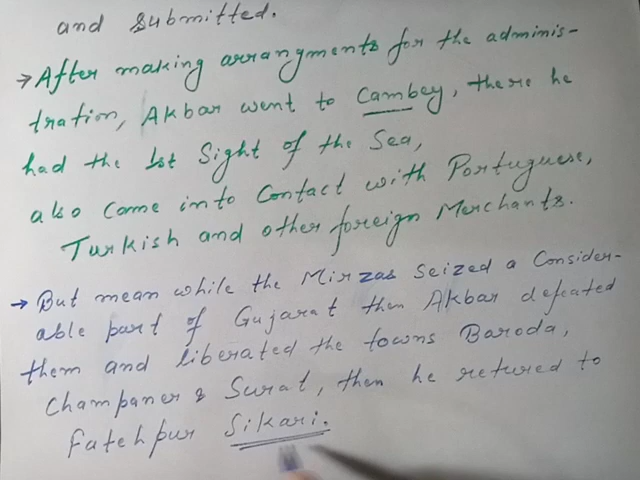 and submitted.
→ After making arrangments for the adminis-
tration, Akbar went to Cambey, there he
had the 1st Sight of the Sea,
also come into Contact with Portuguese,
Turkish and other foreign Merchants.
→ But mean while the Mirzas seized a Consider-
able part of Gujarat then Akbar defeated
them and liberated the towns Baroda,
Champaner & Surat, then he retured to
Fatehpur Sikari.